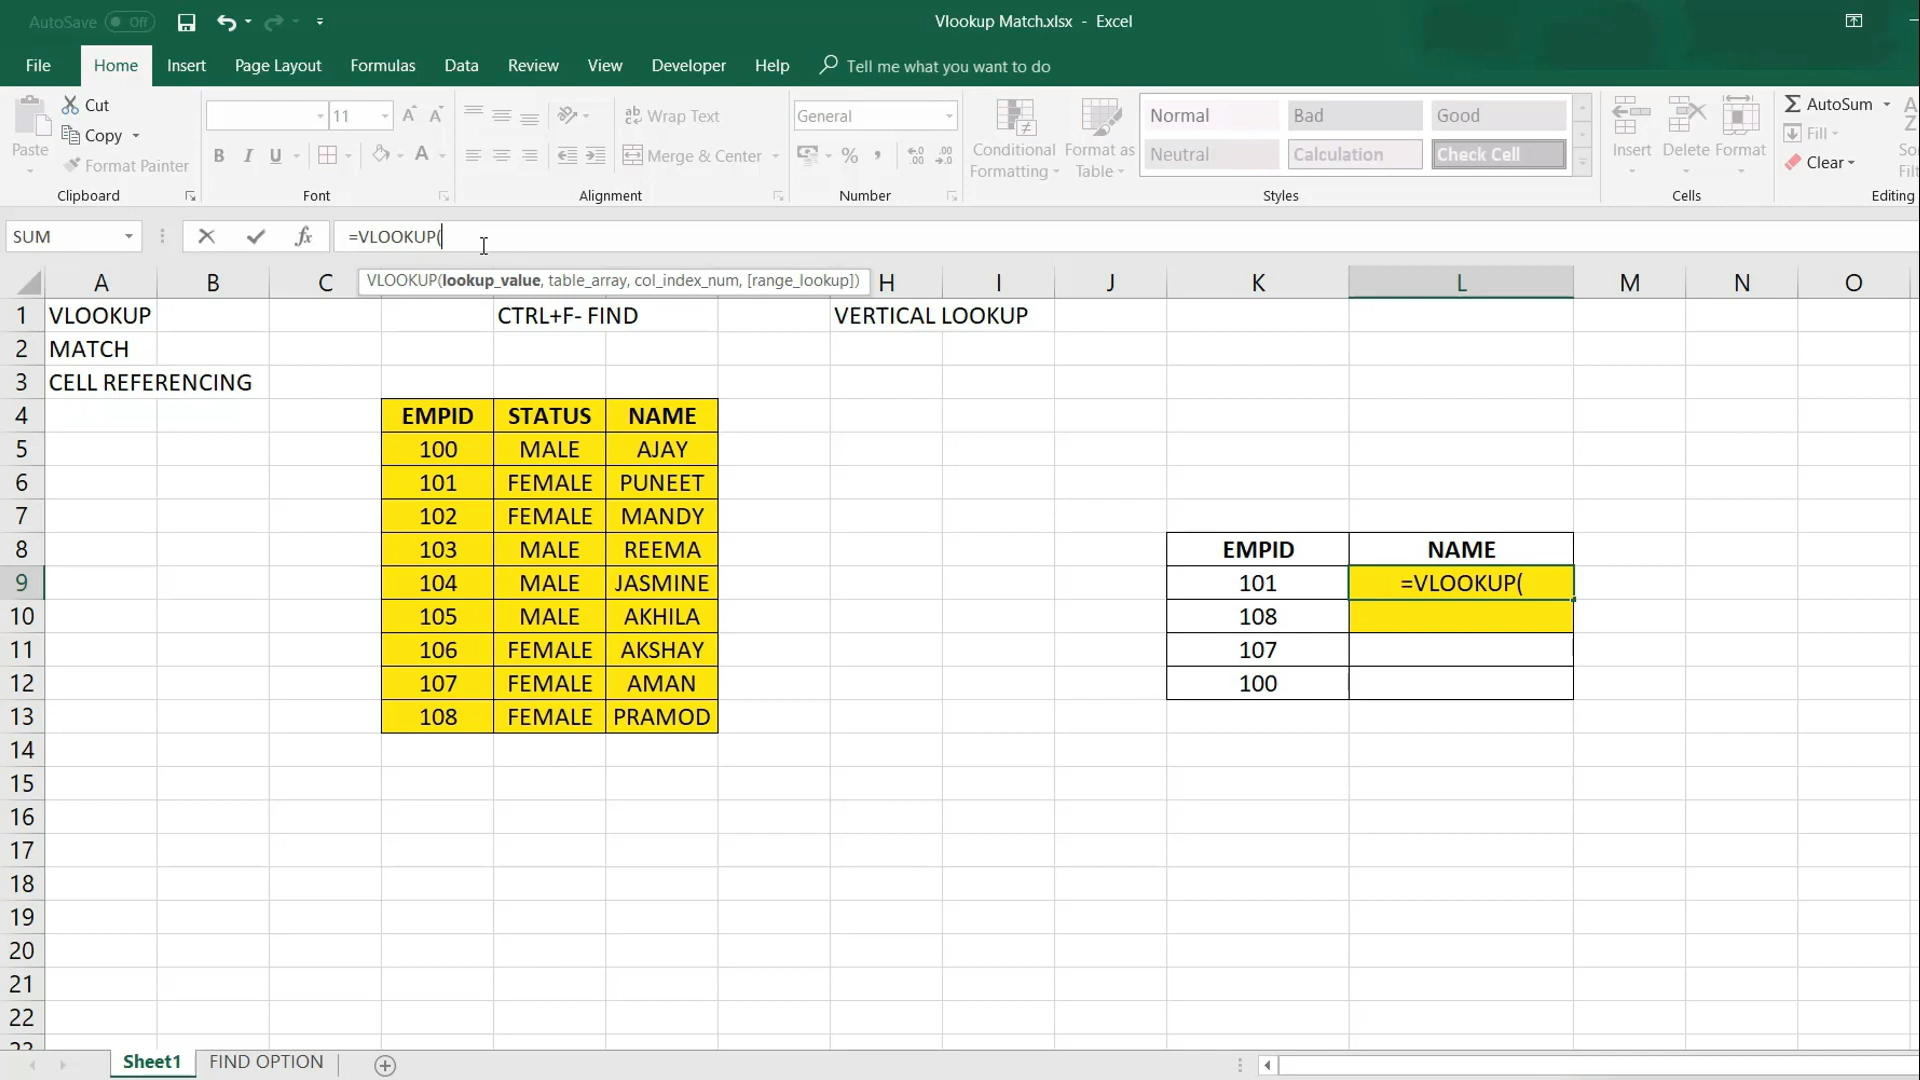 AutoSave Off Vlookup Match.xlsx - Excel
File Home Insert Page Layout Formulas Data Review View Developer Help Tell me what you want to do
Paste Cut Copy Format Painter Clipboard
11 A A B I U A Font
ab Wrap Text Merge & Center Alignment
General % , .00 .0 Number
Conditional Formatting Format as Table
Normal Bad Good
Neutral Calculation Check Cell
Styles
Insert Delete Format Cells
AutoSum Fill Clear Editing
SUM fx =VLOOKUP(
VLOOKUP(lookup_value, table_array, col_index_num, [range_lookup])
A B C H I J K L M N O
1 VLOOKUP CTRL+F- FIND VERTICAL LOOKUP
2 MATCH
3 CELL REFERENCING
4 EMPID STATUS NAME
5 100 MALE AJAY
6 101 FEMALE PUNEET
7 102 FEMALE MANDY
8 103 MALE REEMA EMPID NAME
9 104 MALE JASMINE 101 =VLOOKUP(
10 105 MALE AKHILA 108
11 106 FEMALE AKSHAY 107
12 107 FEMALE AMAN 100
13 108 FEMALE PRAMOD
14
15
16
17
18
19
20
21
22
Sheet1 FIND OPTION